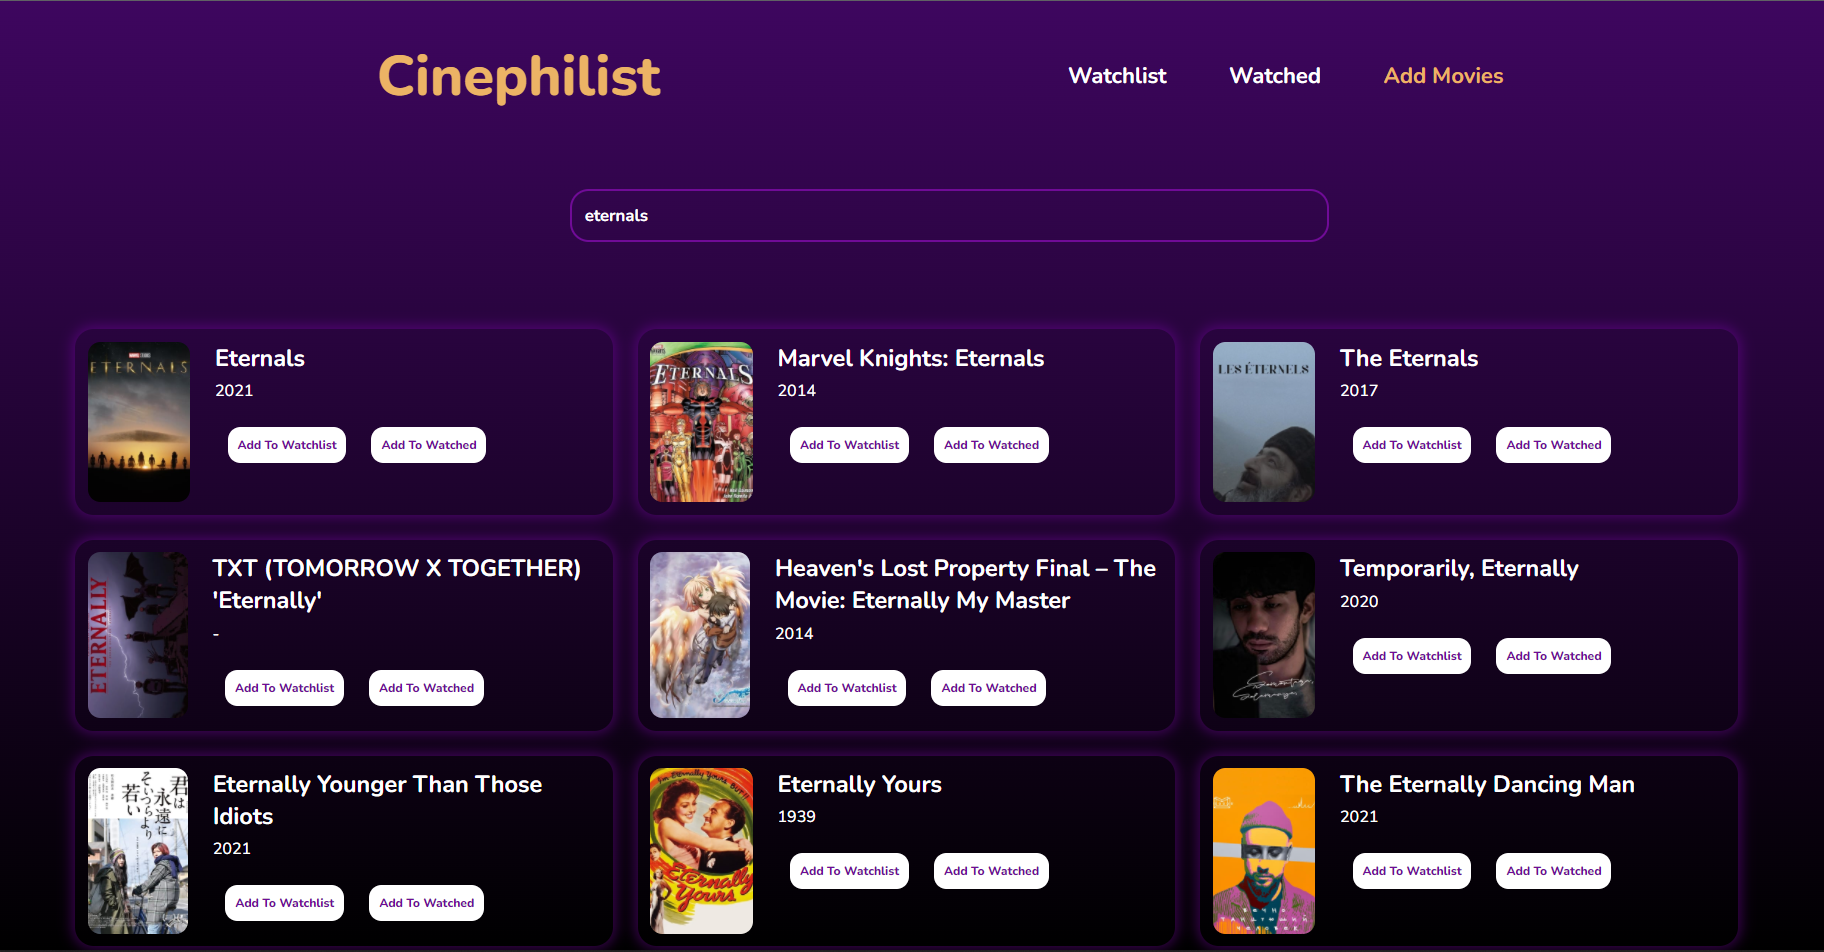 Cinephilist
Watchlist
Watched
Add Movies
eternals
ETERNALS
Eternals
2021
Add To Watchlist
Add To Watched
ETERNALS
Marvel Knights: Eternals
2014
Add To Watchlist
Add To Watched
LES ÉTERNELS
The Eternals
2017
Add To Watchlist
Add To Watched
ETERNALLY
TXT (TOMORROW X TOGETHER)
'Eternally'
-
Add To Watchlist
Add To Watched
Heaven's Lost Property Final – The
Movie: Eternally My Master
2014
Add To Watchlist
Add To Watched
Temporarily, Eternally
2020
Add To Watchlist
Add To Watched
君は
永遠に
そいつらより
若い
Eternally Younger Than Those
Idiots
2021
Add To Watchlist
Add To Watched
Eternally
Yours
Eternally Yours
1939
Add To Watchlist
Add To Watched
The Eternally Dancing Man
2021
Add To Watchlist
Add To Watched